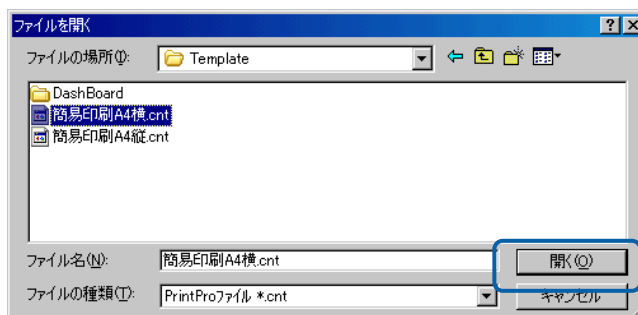 ファイルを開く
ファイルの場所(I):
Template
DashBoard
簡易印刷A4横.cnt
簡易印刷A4縦.cnt
ファイル名(N):
簡易印刷A4横.cnt
開く(O)
ファイルの種類(T):
PrintProファイル *.cnt
キャンセル